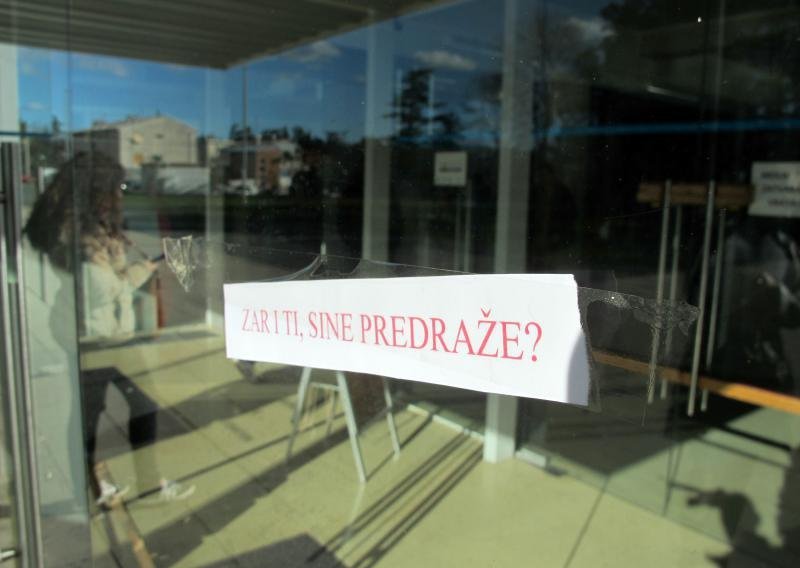 ZAR I TI, SINE PREDRAŽE?